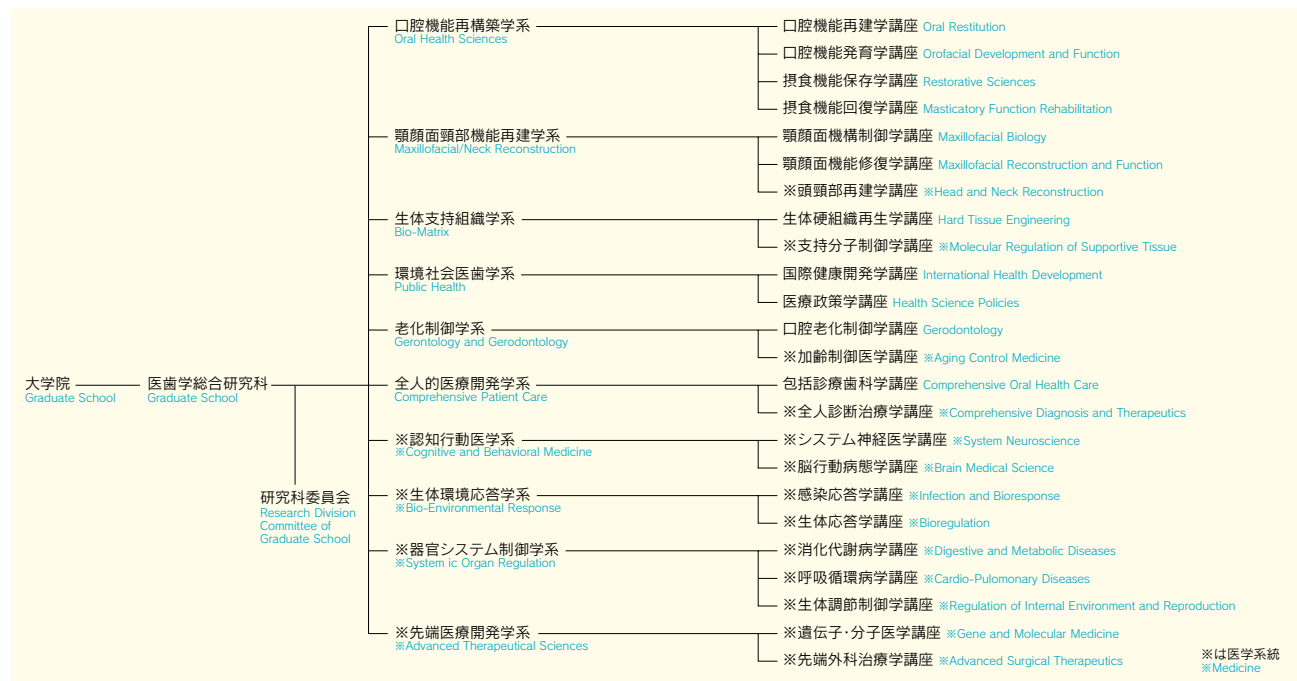 口腔機能再構築学系
Oral Health Sciences
口腔機能再建学講座 Oral Restitution
口腔機能発育学講座 Orofacial Development and Function
摂食機能保存学講座 Restorative Sciences
摂食機能回復学講座 Masticatory Function Rehabilitation
顎顔面頸部機能再建学系
Maxillofacial/Neck Reconstruction
顎顔面機構制御学講座 Maxillofacial Biology
顎顔面機能修復学講座 Maxillofacial Reconstruction and Function
※頭頸部再建学講座 ※Head and Neck Reconstruction
生体支持組織学系
Bio-Matrix
生体硬組織再生学講座 Hard Tissue Engineering
※支持分子制御学講座 ※Molecular Regulation of Supportive Tissue
環境社会医歯学系
Public Health
国際健康開発学講座 International Health Development
医療政策学講座 Health Science Policies
老化制御学系
Gerontology and Gerodontology
口腔老化制御学講座 Gerodontology
※加齢制御医学講座 ※Aging Control Medicine
大学院
Graduate School
医歯学総合研究科
Graduate School
全人的医療開発学系
Comprehensive Patient Care
包括診療歯科学講座 Comprehensive Oral Health Care
※全人診断治療学講座 ※Comprehensive Diagnosis and Therapeutics
※認知行動医学系
※Cognitive and Behavioral Medicine
※システム神経医学講座 ※System Neuroscience
※脳行動病態学講座 ※Brain Medical Science
研究科委員会
Research Division
Committee of
Graduate School
※生体環境応答学系
※Bio-Environmental Response
※感染応答学講座 ※Infection and Bioresponse
※生体応答学講座 ※Bioregulation
※器官システム制御学系
※System ic Organ Regulation
※消化代謝病学講座 ※Digestive and Metabolic Diseases
※呼吸循環病学講座 ※Cardio-Pulomonary Diseases
※生体調節制御学講座 ※Regulation of Internal Environment and Reproduction
※先端医療開発学系
※Advanced Therapeutical Sciences
※遺伝子・分子医学講座 ※Gene and Molecular Medicine
※先端外科治療学講座 ※Advanced Surgical Therapeutics
※は医学系統
※Medicine